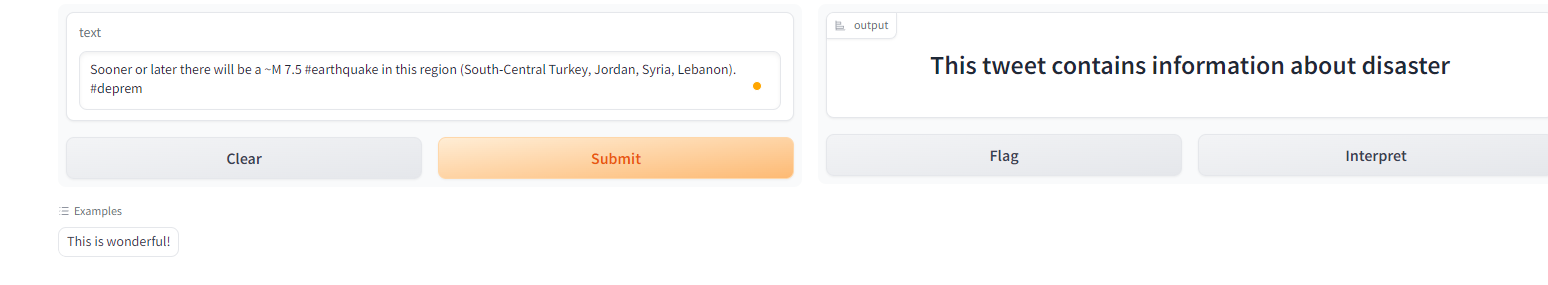 text
Sooner or later there will be a ~M 7.5 #earthquake in this region (South-Central Turkey, Jordan, Syria, Lebanon).
#deprem
Clear
Submit
output
This tweet contains information about disaster
Flag
Interpret
Examples
This is wonderful!